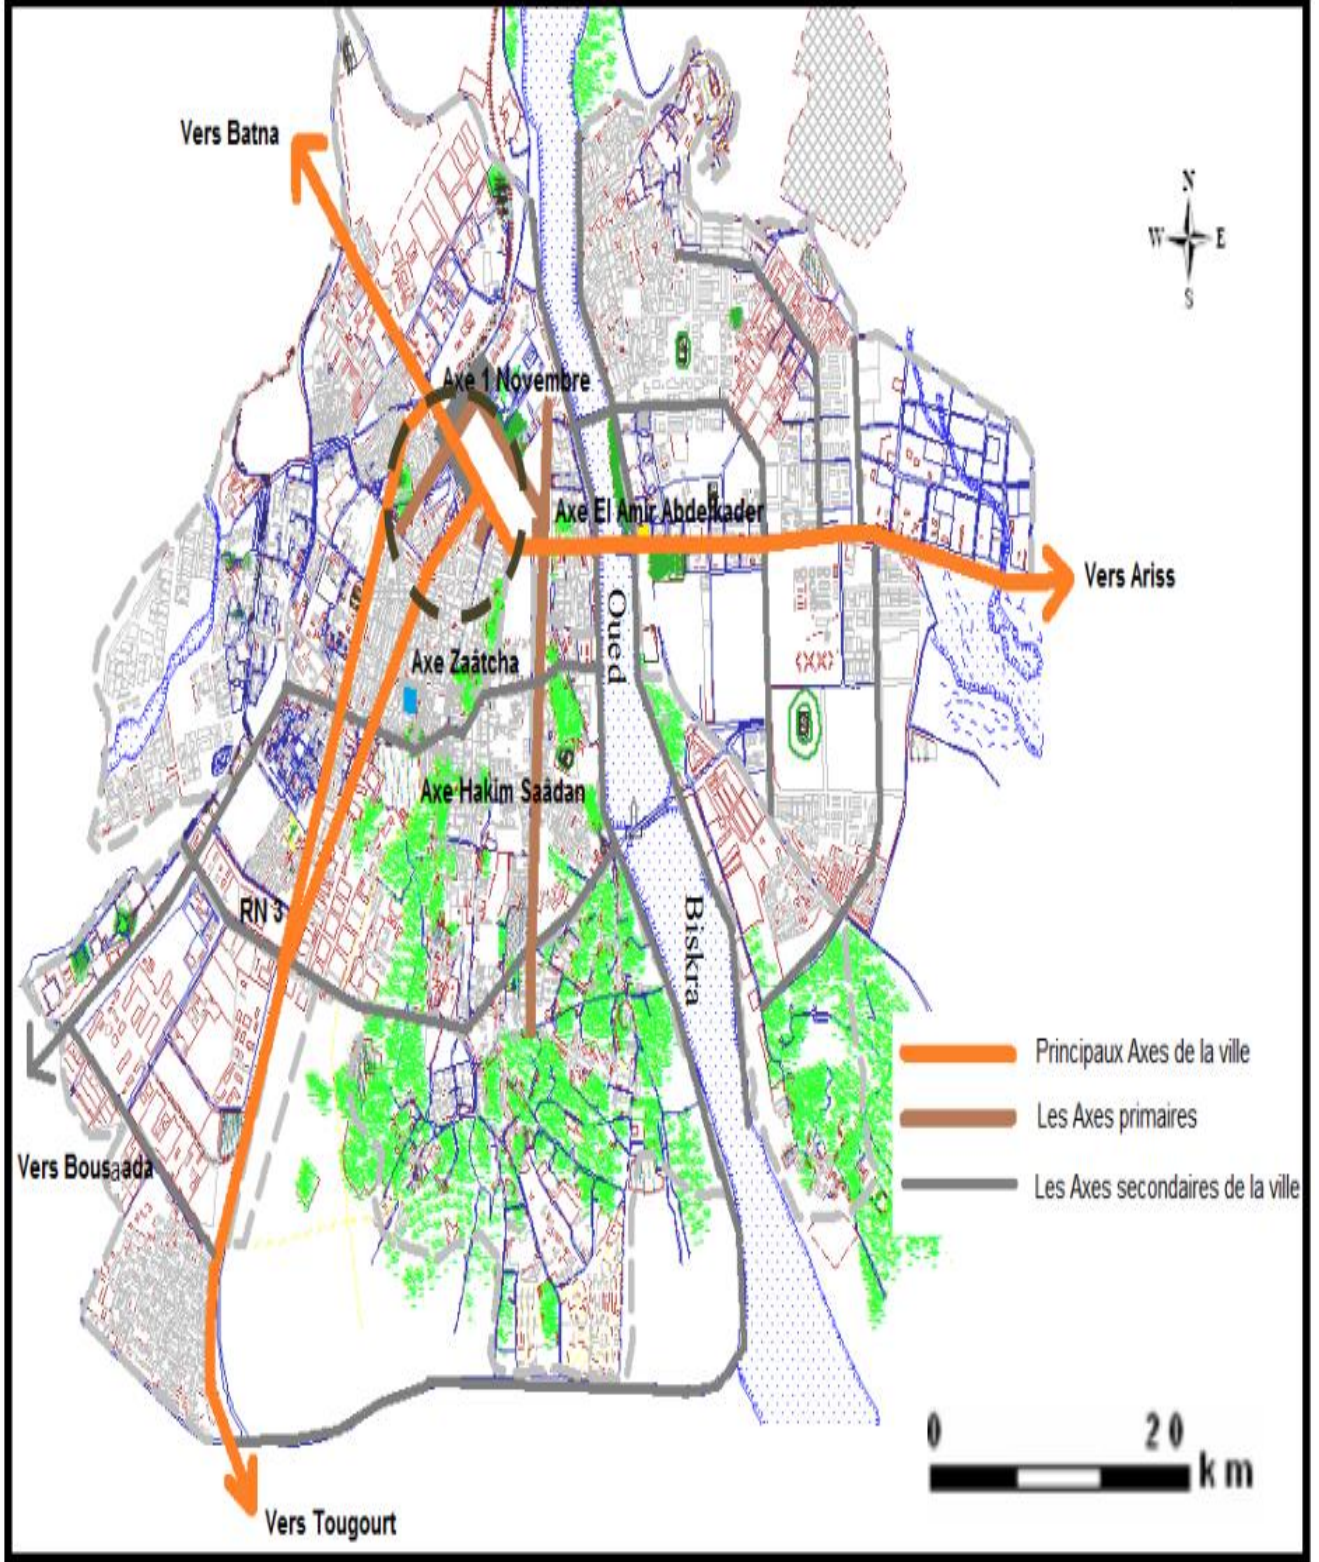 Vers Batna
N
W E
S
Axe 1 Novembre
Axe El Amir Abdelkader
Vers Ariss
Oued
Axe Zaâtcha
Axe Hakim Saâdan
RN 3
Biskra
Principaux Axes de la ville
Les Axes primaires
Vers Bousaada
Les Axes secondaires de la ville
0 20
km
Vers Tougourt